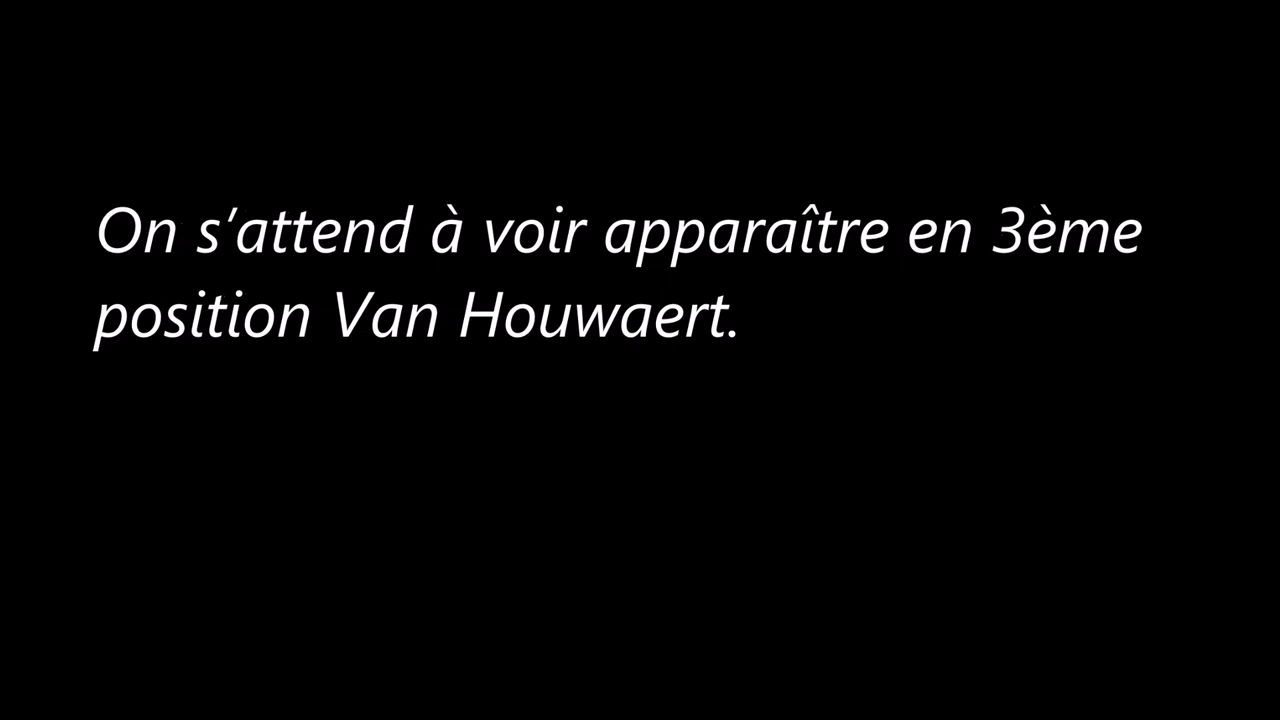 On s’attend à voir apparaître en 3ème
position Van Houwaert.